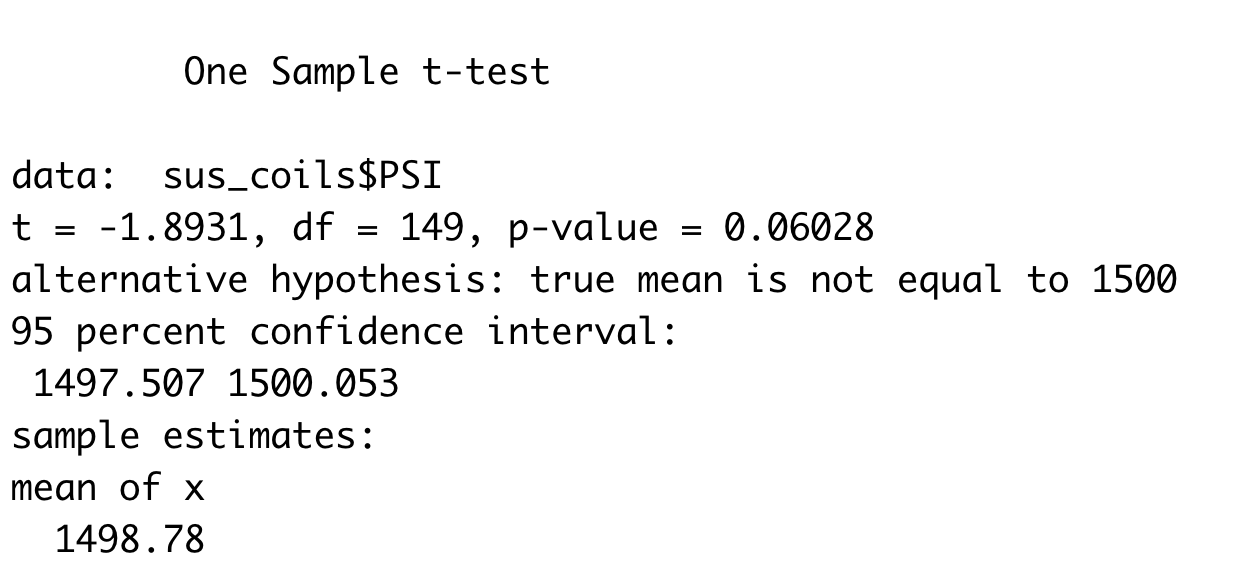 One Sample t-test
data:  sus_coils$PSI
t = -1.8931, df = 149, p-value = 0.06028
alternative hypothesis: true mean is not equal to 1500
95 percent confidence interval:
 1497.507 1500.053
sample estimates:
mean of x
  1498.78